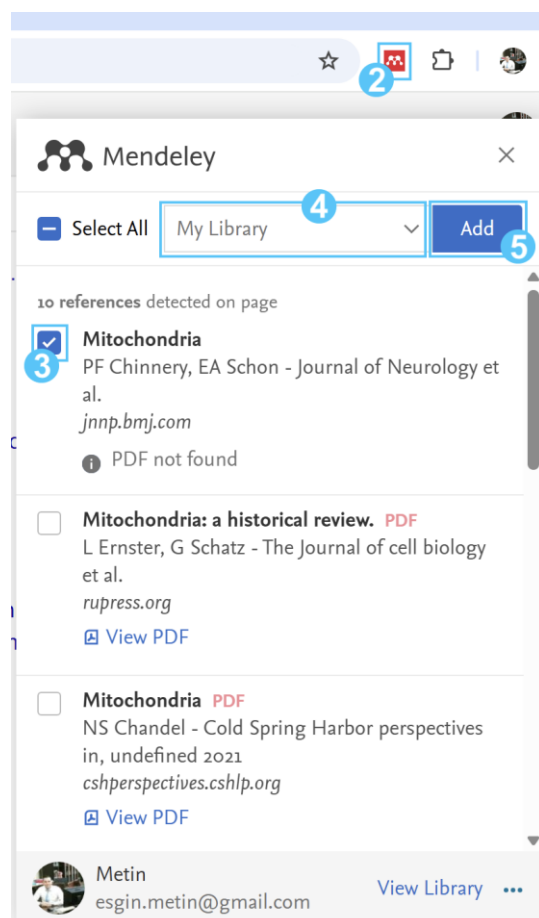 2
Mendeley
Select All
My Library
4
Add
5
10 references detected on page
3
Mitochondria
PF Chinnery, EA Schon - Journal of Neurology et
al.
jnnp.bmj.com
PDF not found
Mitochondria: a historical review. PDF
L Ernster, G Schatz - The Journal of cell biology
et al.
rupress.org
View PDF
Mitochondria PDF
NS Chandel - Cold Spring Harbor perspectives
in, undefined 2021
cshperspectives.cshlp.org
View PDF
Metin
esgin.metin@gmail.com
View Library